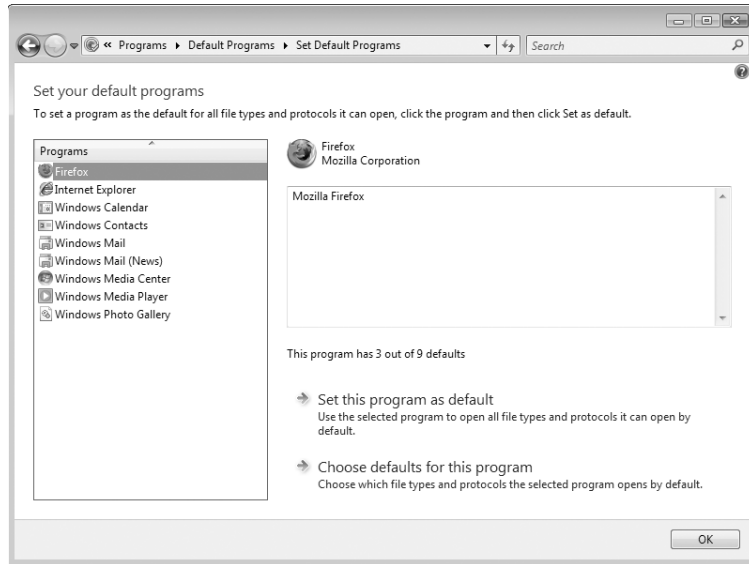 « Programs Default Programs Set Default Programs Search
Set your default programs
To set a program as the default for all file types and protocols it can open, click the program and then click Set as default.
Programs
Firefox
Internet Explorer
Windows Calendar
Windows Contacts
Windows Mail
Windows Mail (News)
Windows Media Center
Windows Media Player
Windows Photo Gallery
Firefox
Mozilla Corporation
Mozilla Firefox
This program has 3 out of 9 defaults
Set this program as default
Use the selected program to open all file types and protocols it can open by
default.
Choose defaults for this program
Choose which file types and protocols the selected program opens by default.
OK